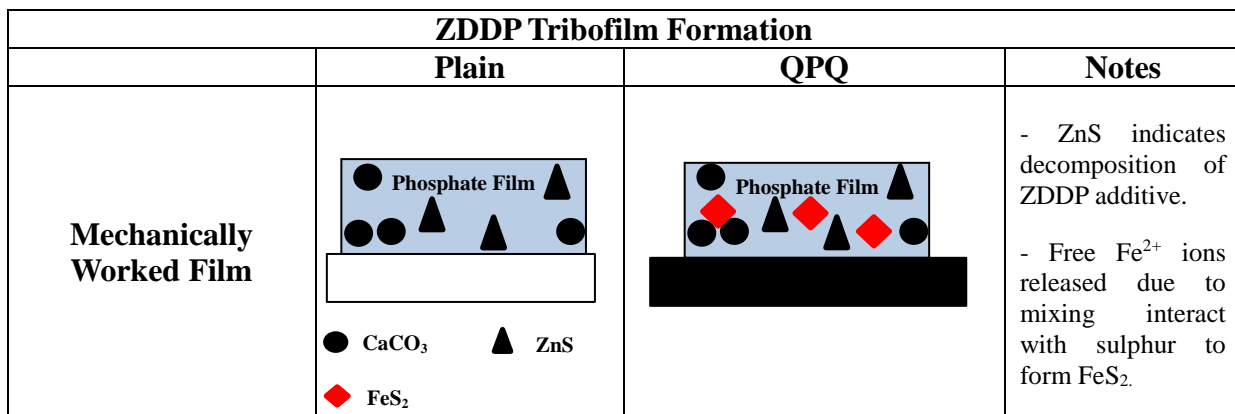 ZDDP Tribofilm Formation
Plain
QPQ
Notes
Mechanically
Worked Film
Phosphate Film
CaCO₃
ZnS
FeS₂
Phosphate Film
- ZnS indicates
decomposition of
ZDDP additive.
- Free Fe²⁺ ions
released due to
mixing interact
with sulphur to
form FeS₂.